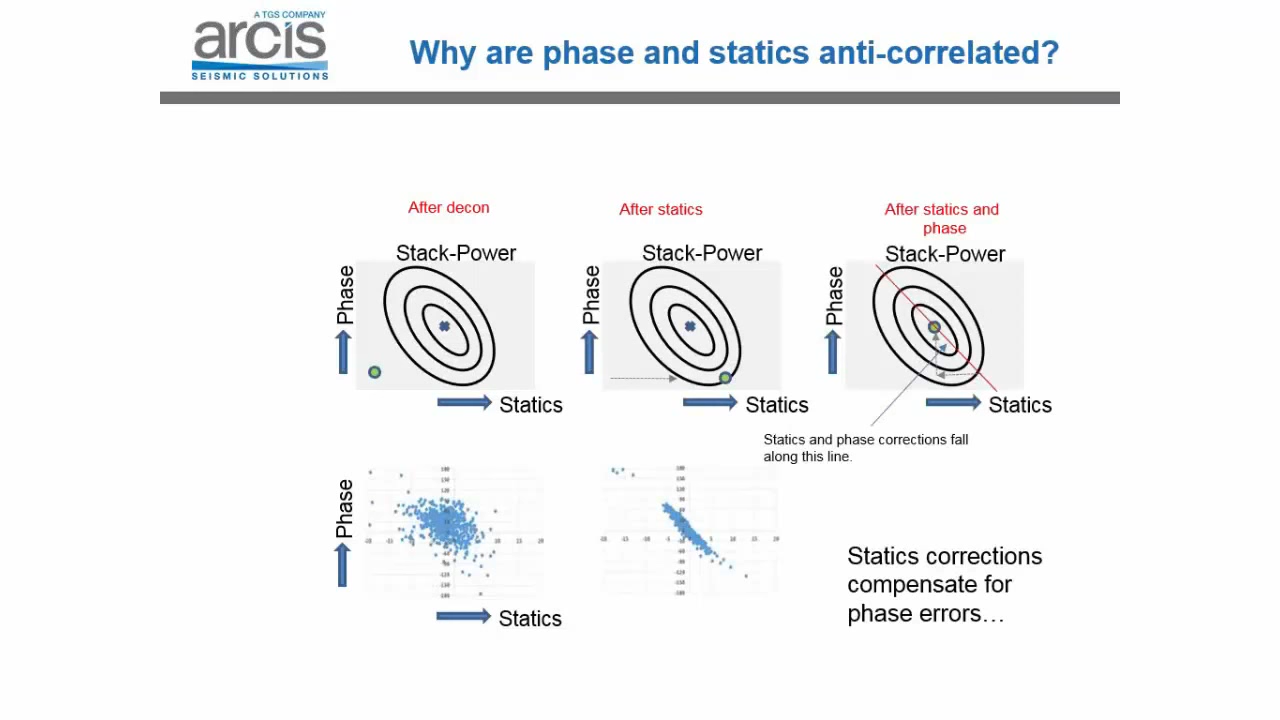 A TGS COMPANY
arcis
SEISMIC SOLUTIONS
Why are phase and statics anti-correlated?
After decon
After statics
After statics and
phase
Stack-Power
Stack-Power
Stack-Power
Phase
Phase
Phase
Statics
Statics
Statics
Statics and phase corrections fall
along this line.
Phase
Statics
Statics corrections
compensate for
phase errors…